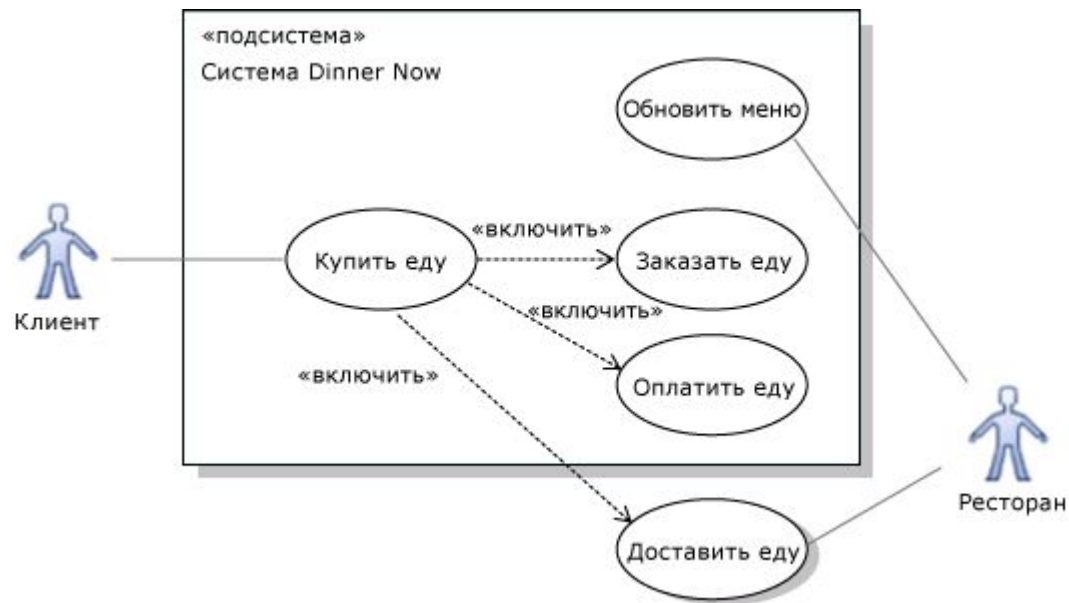 «подсистема»
Система Dinner Now
Обновить меню
«включить»
Купить еду
Заказать еду
«включить»
Клиент
«включить»
Оплатить еду
Ресторан
Доставить еду